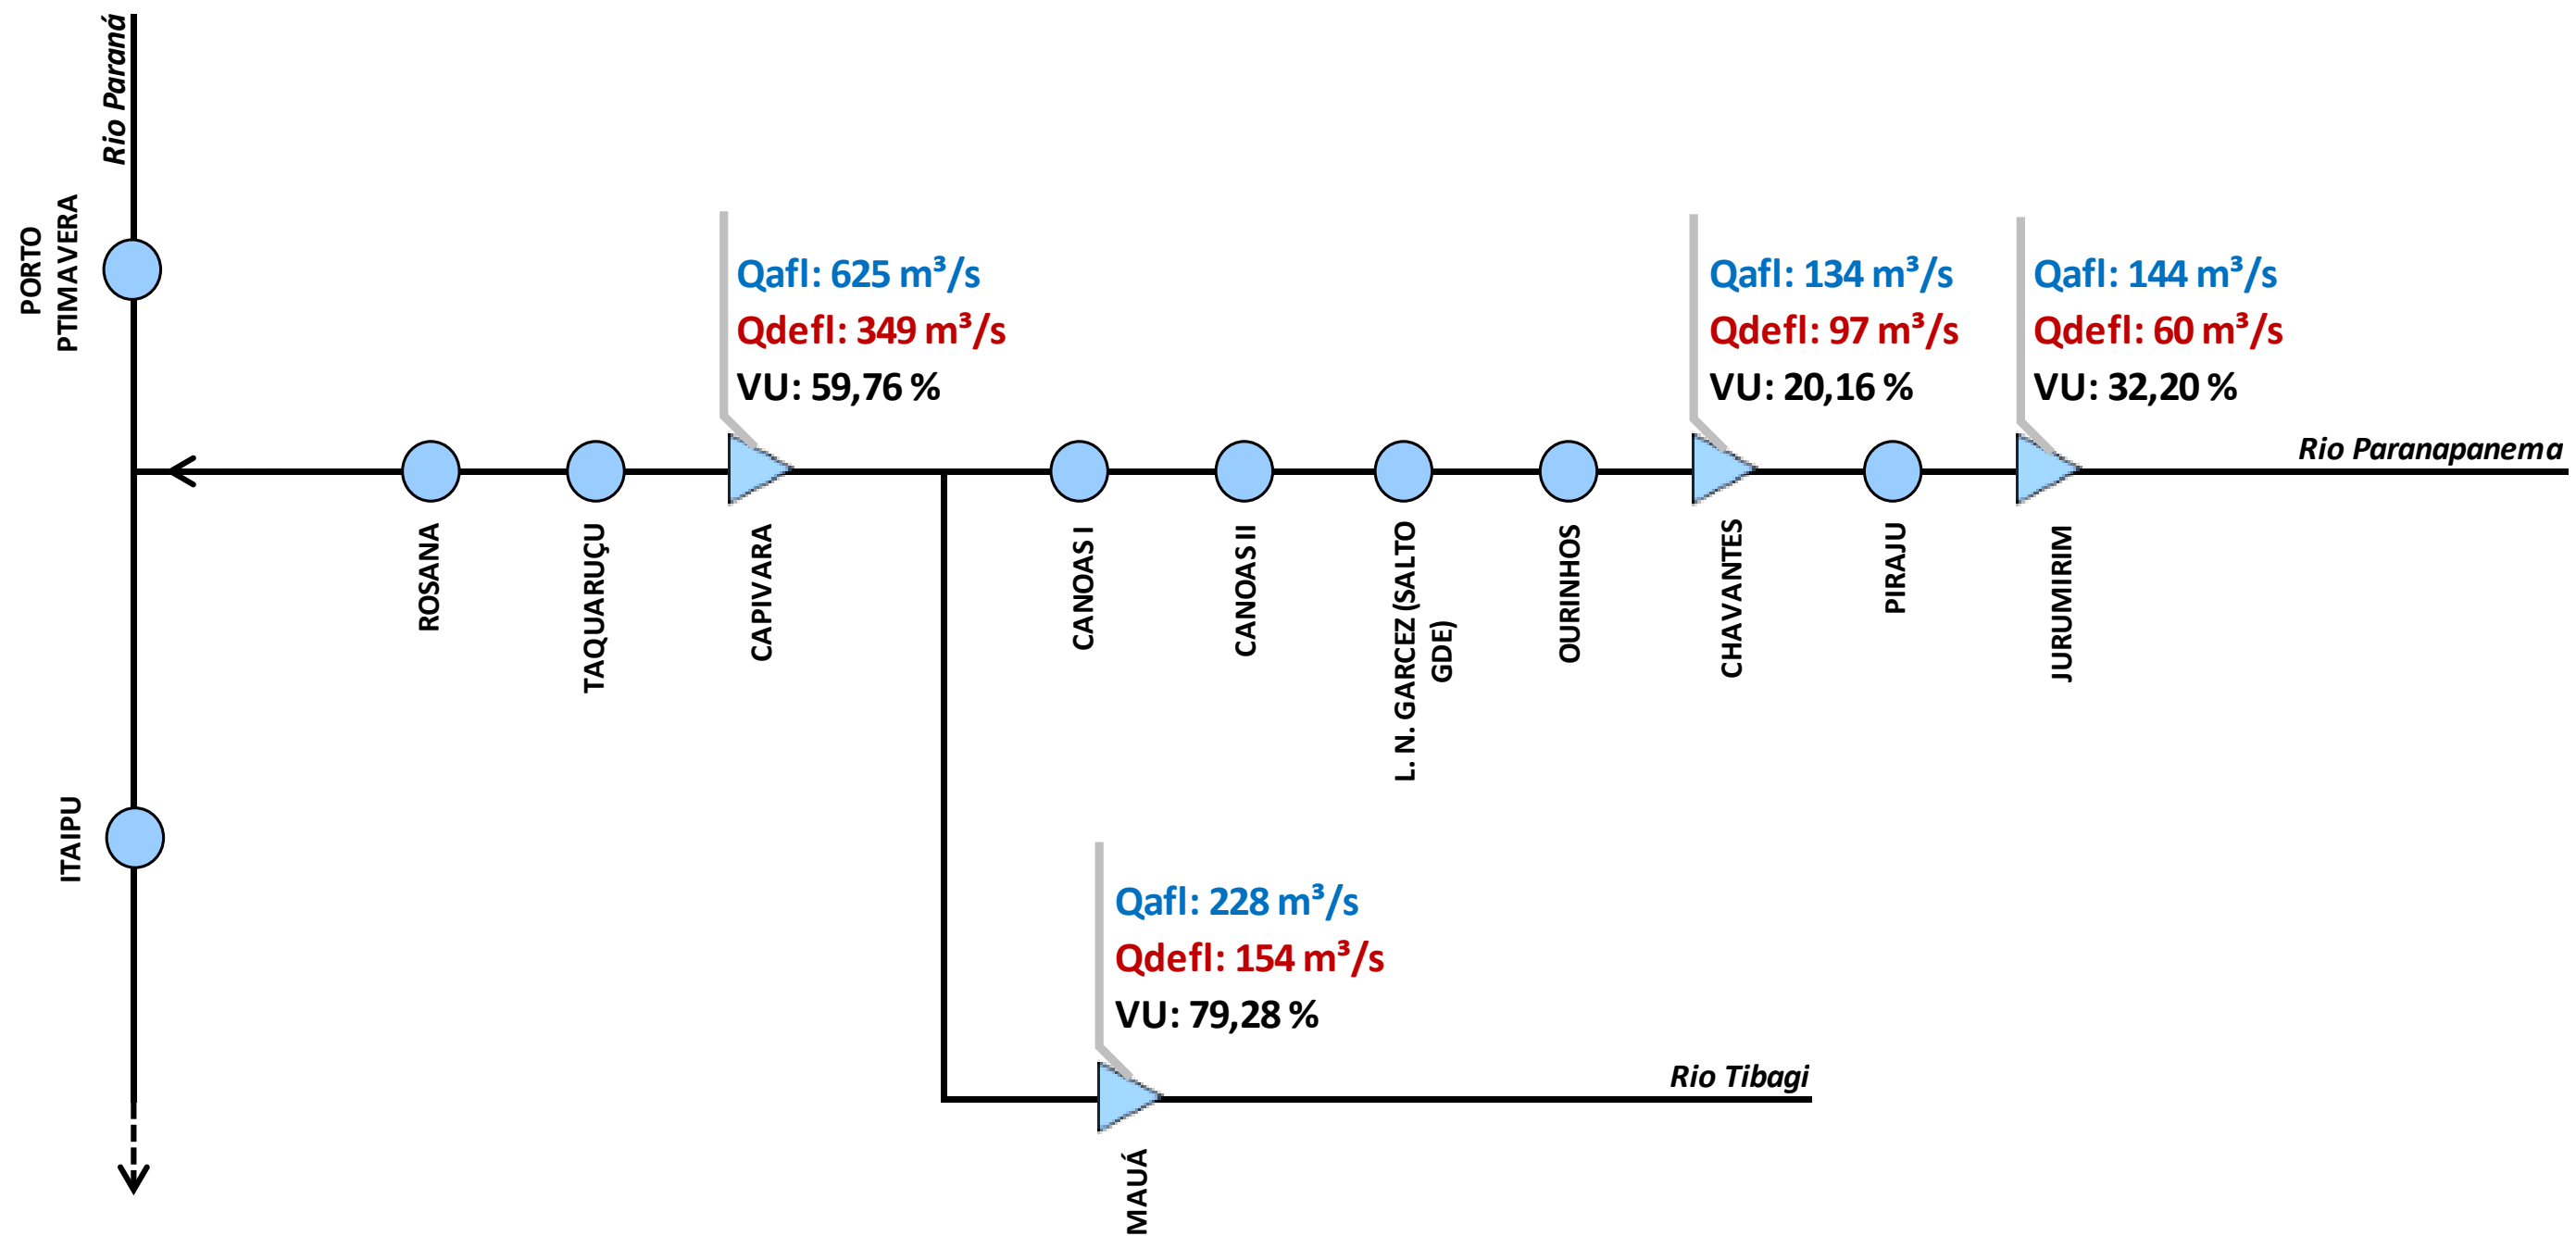 Rio Paraná
PORTO
PTIMAVERA
Qafl: 625 m³/s
Qdefl: 349 m³/s
VU: 59,76 %
Qafl: 134 m³/s
Qdefl: 97 m³/s
VU: 20,16 %
Qafl: 144 m³/s
Qdefl: 60 m³/s
VU: 32,20 %
Rio Paranapanema
ROSANA
TAQUARUÇU
CAPIVARA
CANOAS I
CANOAS II
L. N. GARCEZ (SALTO
GDE)
OURINHOS
CHAVANTES
PIRAJU
JURUMIRIM
ITAIPU
Qafl: 228 m³/s
Qdefl: 154 m³/s
VU: 79,28 %
Rio Tibagi
MAUÁ